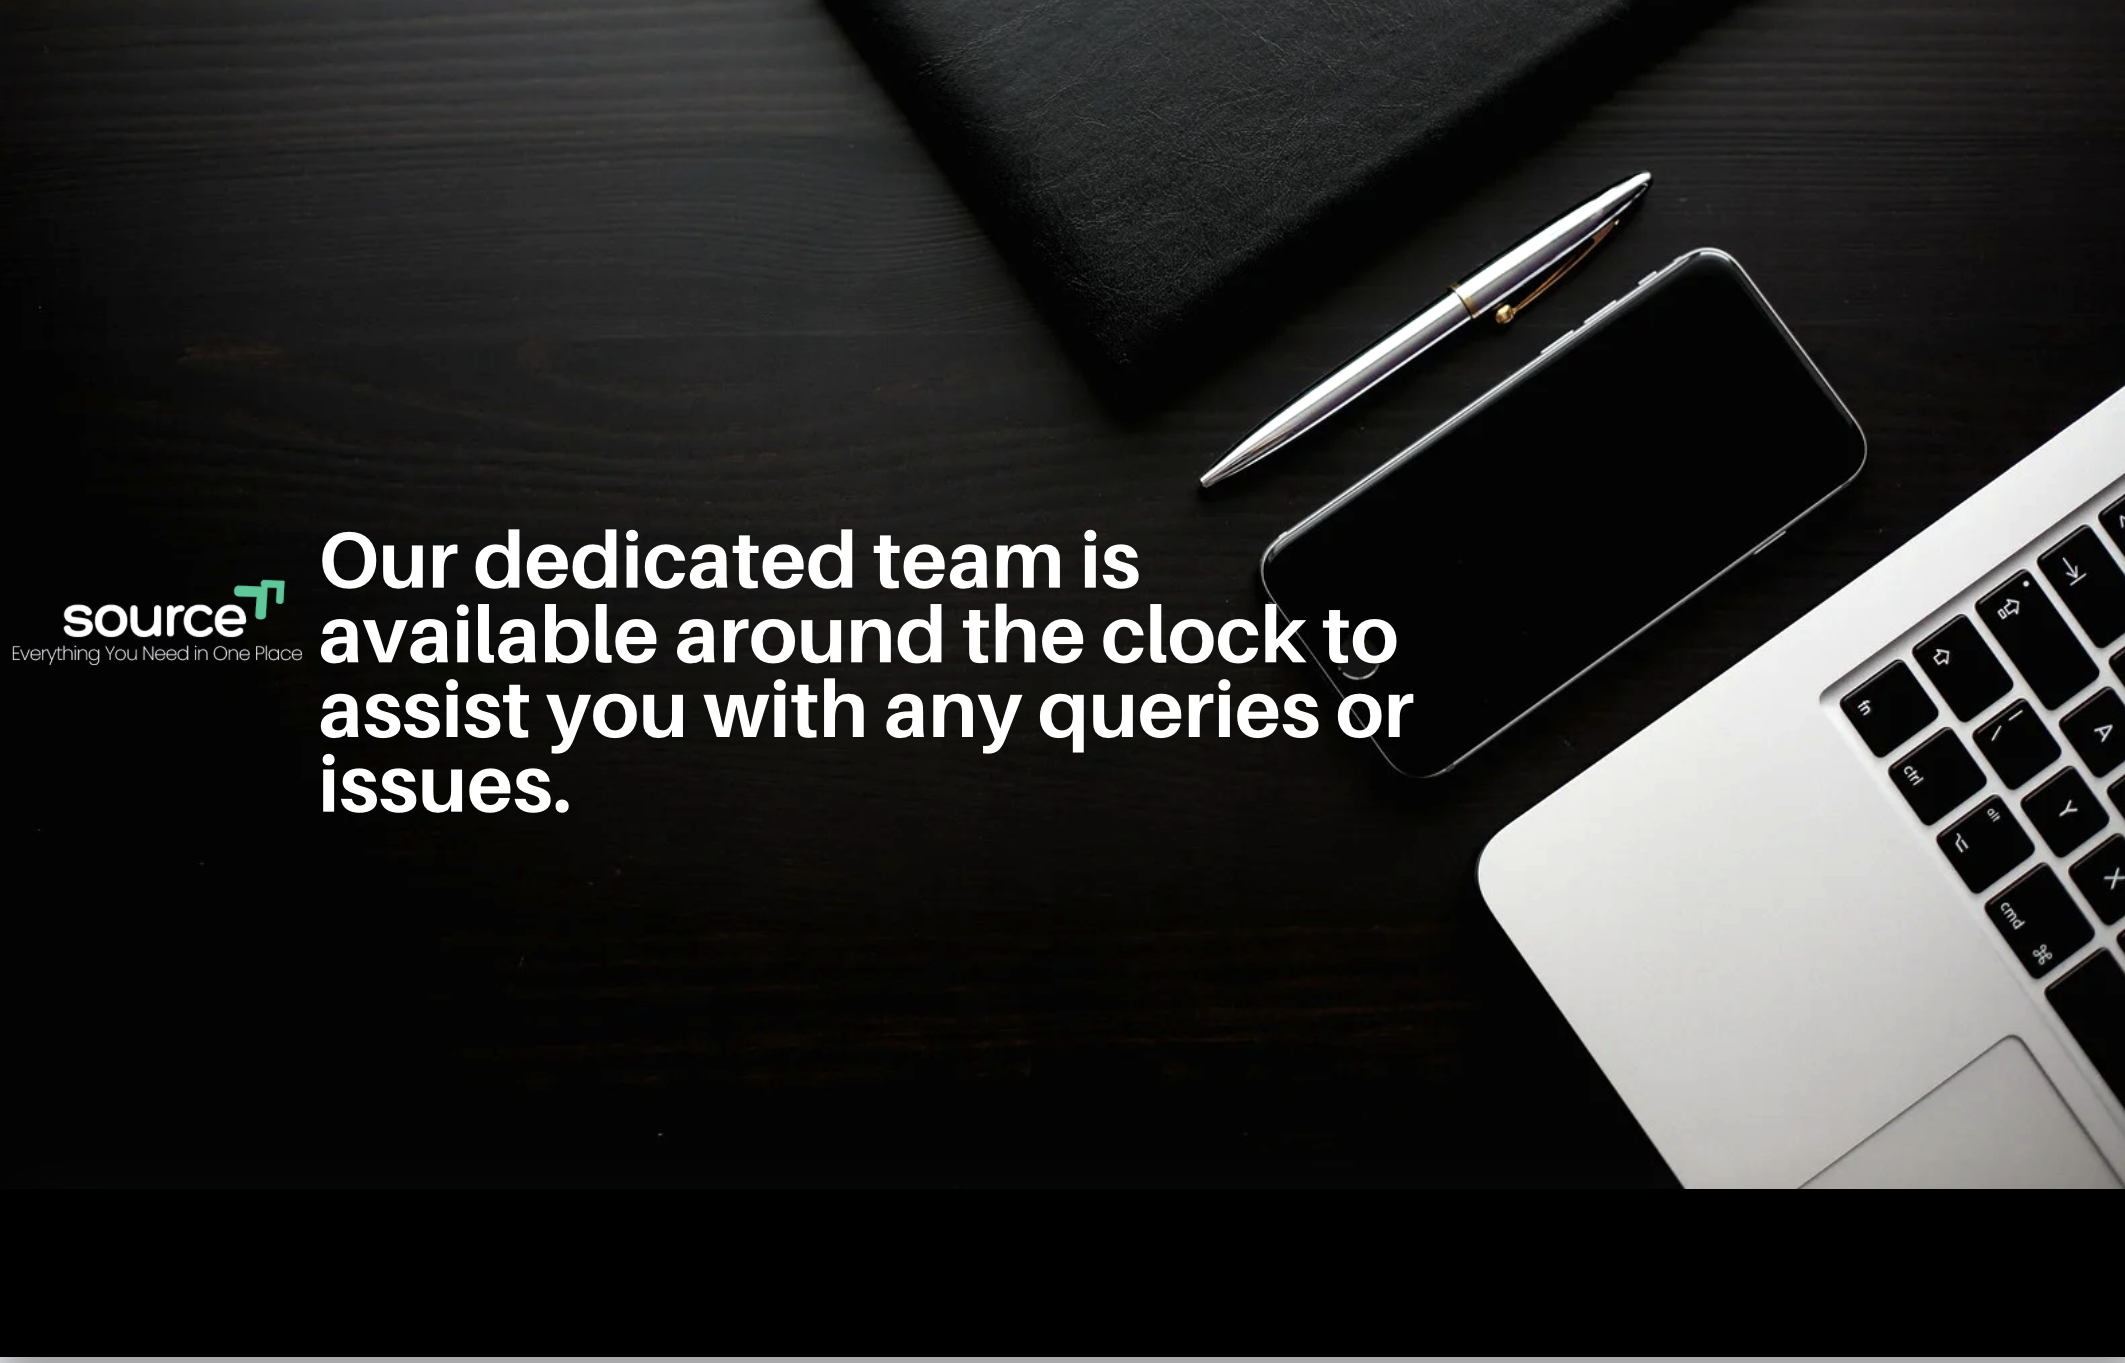 source
Everything You Need in One Place
Our dedicated team is
available around the clock to
assist you with any queries or
issues.
fn
ctrl
alt
cmd
⌘
A
Y
X